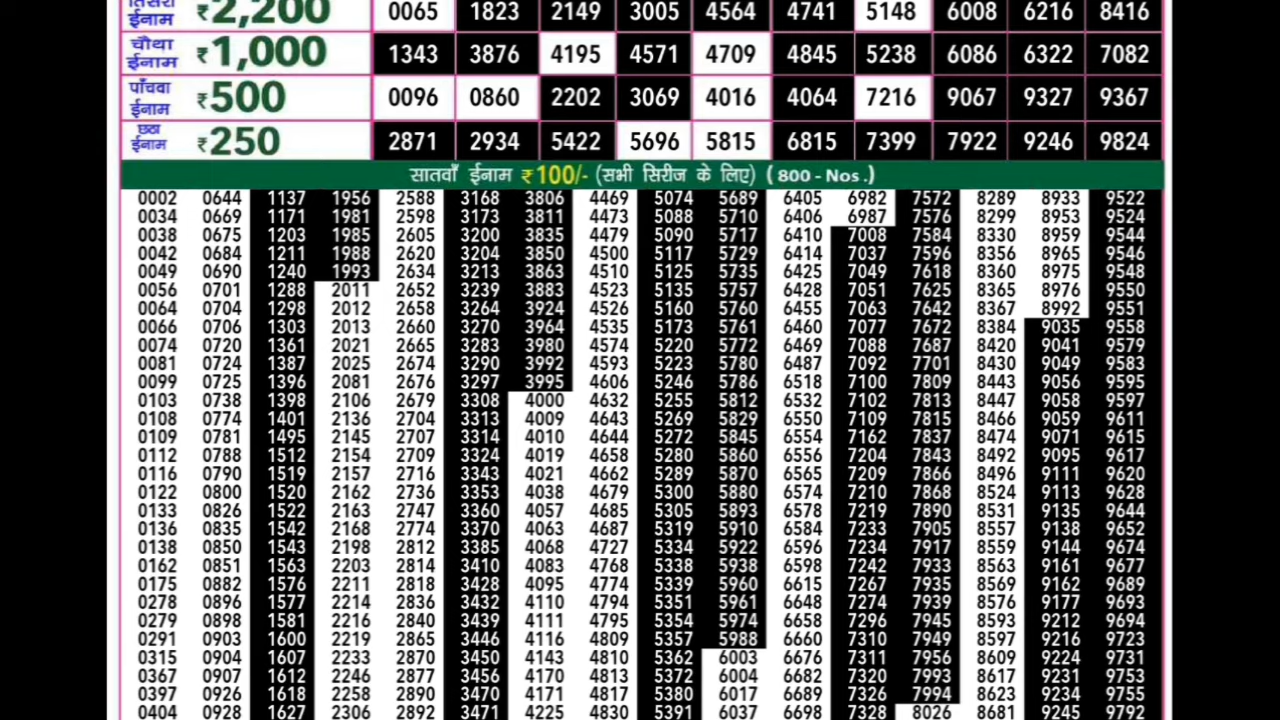 तिसरा ईनाम ₹2,200 0065 1823 2149 3005 4564 4741 5148 6008 6216 8416
चौथा ईनाम ₹1,000 1343 3876 4195 4571 4709 4845 5238 6086 6322 7082
पाँचवा ईनाम ₹500 0096 0860 2202 3069 4016 4064 7216 9067 9327 9367
छठा ईनाम ₹250 2871 2934 5422 5696 5815 6815 7399 7922 9246 9824
सातवाँ ईनाम ₹100/- (सभी सिरीज के लिए) ( 800 - Nos .)
0002 0644 1137 1956 2588 3168 3806 4469 5074 5689 6405 6982 7572 8289 8933 9522
0034 0669 1171 1981 2598 3173 3811 4473 5088 5710 6406 6987 7576 8299 8953 9524
0038 0675 1203 1985 2605 3200 3835 4479 5090 5717 6410 7008 7584 8330 8959 9544
0042 0684 1211 1988 2620 3204 3850 4500 5117 5729 6414 7037 7596 8356 8965 9546
0049 0690 1240 1993 2634 3213 3863 4510 5125 5735 6425 7049 7618 8360 8975 9548
0056 0701 1288 2011 2652 3239 3883 4523 5135 5757 6428 7051 7625 8365 8976 9550
0064 0704 1298 2012 2658 3264 3924 4526 5160 5760 6455 7063 7642 8367 8992 9551
0066 0706 1303 2013 2660 3270 3964 4535 5173 5761 6460 7077 7672 8384 9035 9558
0074 0720 1361 2021 2665 3283 3980 4574 5220 5772 6469 7088 7687 8420 9041 9579
0081 0724 1387 2025 2674 3290 3992 4593 5223 5780 6487 7092 7701 8430 9049 9583
0099 0725 1396 2081 2676 3297 3995 4606 5246 5786 6518 7100 7809 8443 9056 9595
0103 0738 1398 2106 2679 3308 4000 4632 5255 5812 6532 7102 7813 8447 9058 9597
0108 0774 1401 2136 2704 3313 4009 4643 5269 5829 6550 7109 7815 8466 9059 9611
0109 0781 1495 2145 2707 3314 4010 4644 5272 5845 6554 7162 7837 8474 9071 9615
0112 0788 1512 2154 2709 3324 4019 4658 5280 5860 6556 7204 7843 8492 9095 9617
0116 0790 1519 2157 2716 3343 4021 4662 5289 5870 6565 7209 7866 8496 9111 9620
0122 0800 1520 2162 2736 3353 4038 4679 5300 5880 6574 7210 7868 8524 9113 9628
0133 0826 1522 2163 2747 3360 4057 4685 5305 5893 6578 7219 7890 8531 9135 9644
0136 0835 1542 2168 2774 3370 4063 4687 5319 5910 6584 7233 7905 8557 9138 9652
0138 0850 1543 2198 2812 3385 4068 4727 5334 5922 6596 7234 7917 8559 9144 9674
0162 0851 1563 2203 2814 3410 4083 4768 5338 5938 6598 7242 7933 8563 9161 9677
0175 0882 1576 2211 2818 3428 4095 4774 5339 5960 6615 7267 7935 8569 9162 9689
0278 0896 1577 2214 2836 3432 4110 4794 5351 5961 6648 7274 7939 8576 9177 9693
0279 0898 1581 2216 2840 3439 4111 4795 5354 5974 6658 7296 7945 8593 9212 9694
0291 0903 1600 2219 2865 3446 4116 4809 5357 5988 6660 7310 7949 8597 9216 9723
0315 0904 1607 2233 2870 3450 4143 4810 5362 6003 6676 7311 7956 8609 9224 9731
0367 0907 1612 2246 2877 3456 4170 4813 5372 6004 6682 7320 7993 8617 9231 9753
0397 0926 1618 2258 2890 3470 4171 4817 5380 6017 6689 7326 7994 8623 9234 9755
0404 0928 1627 2306 2892 3471 4225 4830 5391 6037 6698 7328 8026 8681 9245 9792